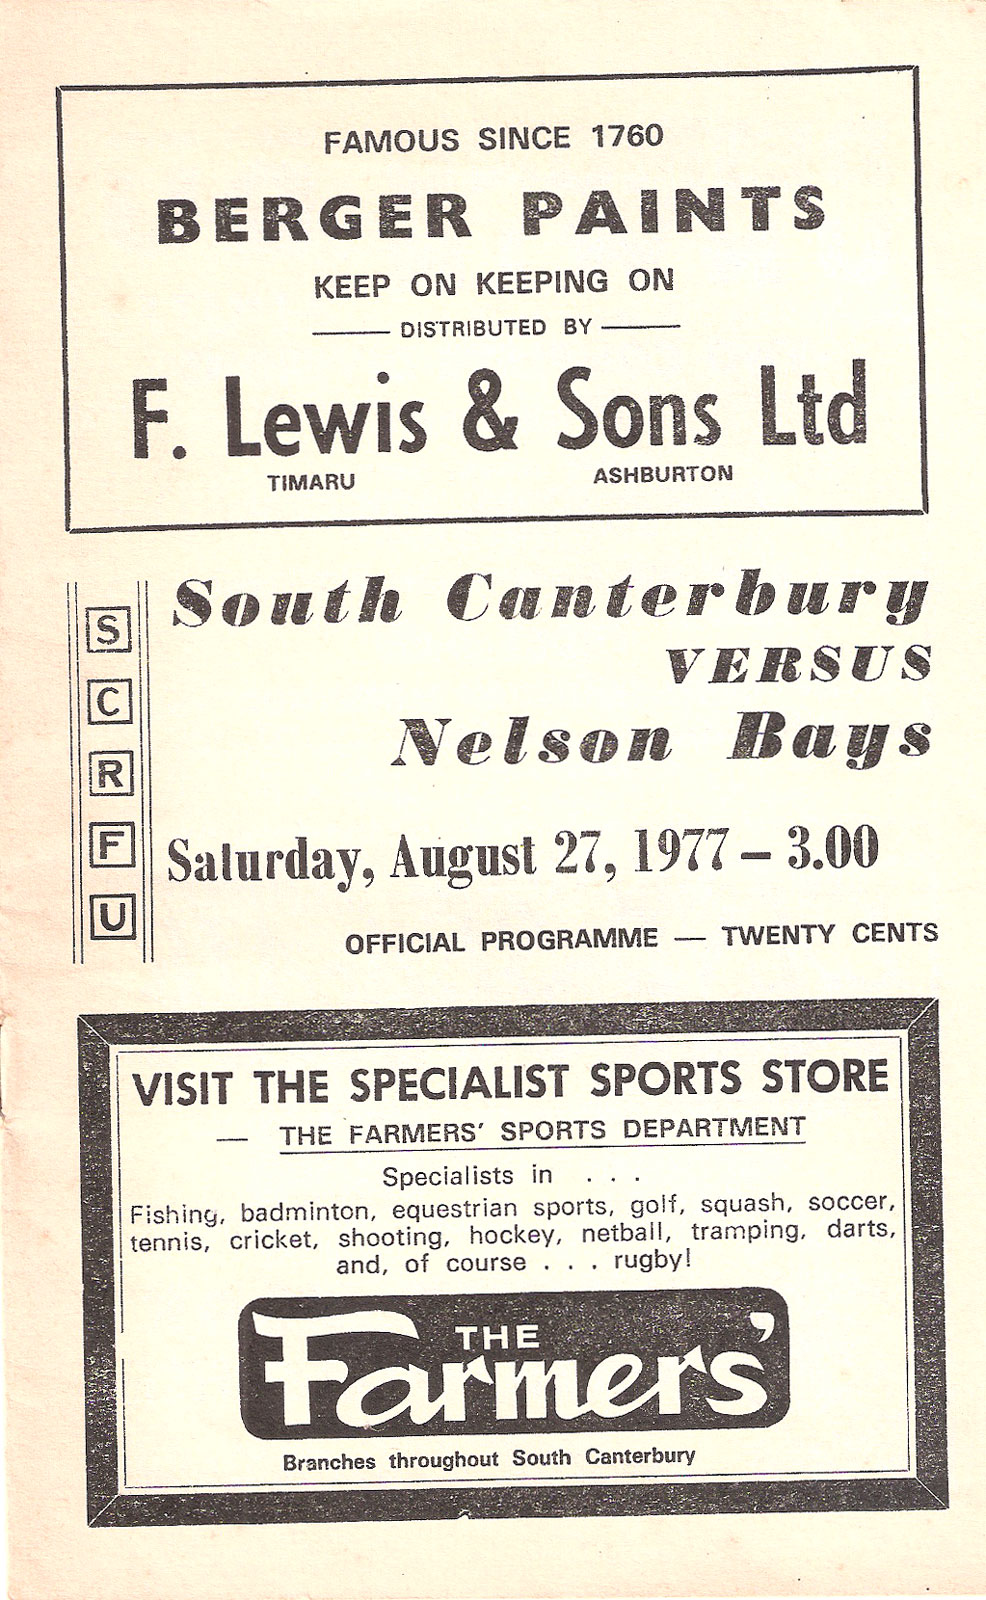 FAMOUS SINCE 1760
BERGER PAINTS
KEEP ON KEEPING ON
DISTRIBUTED BY
F. Lewis & Sons Ltd
TIMARU ASHBURTON
S
C
R
F
U
South Canterbury
VERSUS
Nelson Bays
Saturday, August 27, 1977 – 3.00
OFFICIAL PROGRAMME — TWENTY CENTS
VISIT THE SPECIALIST SPORTS STORE
— THE FARMERS' SPORTS DEPARTMENT
Specialists in . . .
Fishing, badminton, equestrian sports, golf, squash, soccer,
tennis, cricket, shooting, hockey, netball, tramping, darts,
and, of course . . . rugby!
THE
Farmers'
Branches throughout South Canterbury